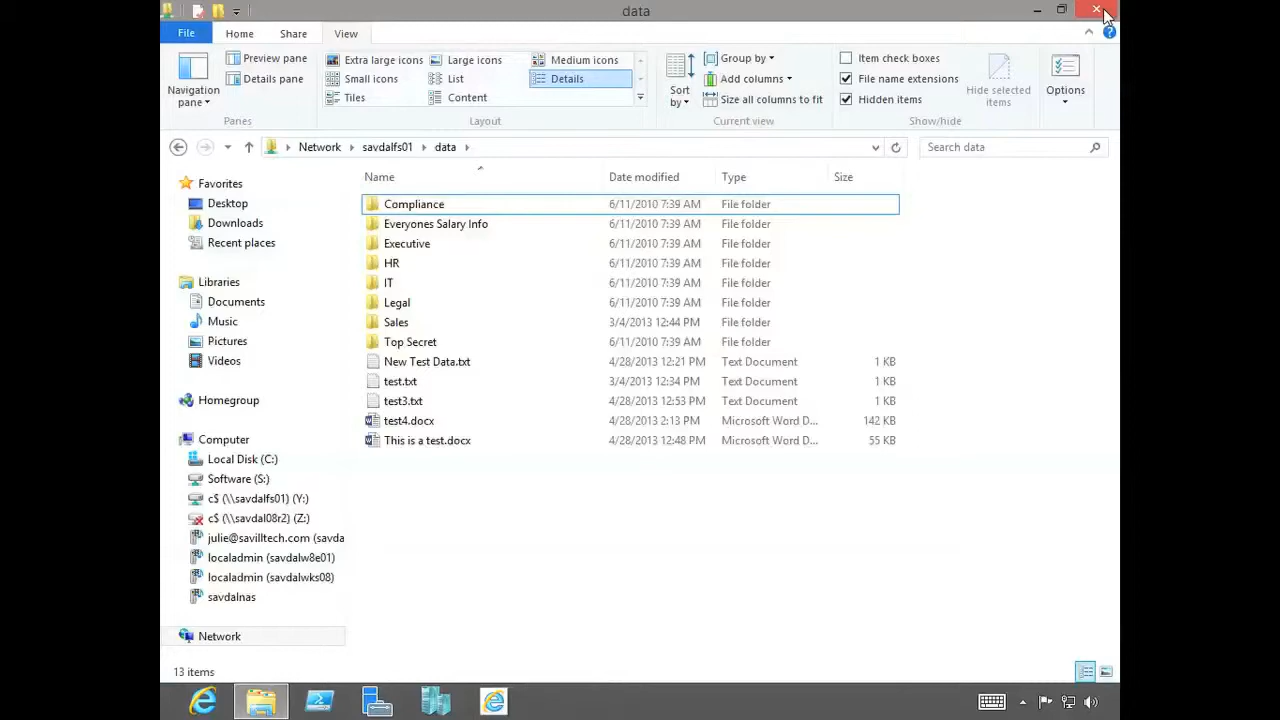 data
File Home Share View
Navigation pane
Preview pane
Details pane
Panes
Extra large icons Large icons Medium icons
Small icons List Details
Tiles Content
Layout
Sort by
Group by
Add columns
Size all columns to fit
Current view
Item check boxes
File name extensions
Hidden items
Hide selected items
Show/hide
Options
Network savdalfs01 data
Search data
Favorites
Desktop
Downloads
Recent places
Libraries
Documents
Music
Pictures
Videos
Homegroup
Computer
Local Disk (C:)
Software (S:)
c$ (\\savdalfs01) (Y:)
c$ (\\savdal08r2) (Z:)
julie@savilltech.com (savda
localadmin (savdalw8e01)
localadmin (savdalwks08)
savdalnas
Network
Name Date modified Type Size
Compliance 6/11/2010 7:39 AM File folder
Everyones Salary Info 6/11/2010 7:39 AM File folder
Executive 6/11/2010 7:39 AM File folder
HR 6/11/2010 7:39 AM File folder
IT 6/11/2010 7:39 AM File folder
Legal 6/11/2010 7:39 AM File folder
Sales 3/4/2013 12:44 PM File folder
Top Secret 6/11/2010 7:39 AM File folder
New Test Data.txt 4/28/2013 12:21 PM Text Document 1 KB
test.txt 3/4/2013 12:34 PM Text Document 1 KB
test3.txt 4/28/2013 12:53 PM Text Document 1 KB
test4.docx 4/28/2013 2:13 PM Microsoft Word D... 142 KB
This is a test.docx 4/28/2013 12:48 PM Microsoft Word D... 55 KB
13 items